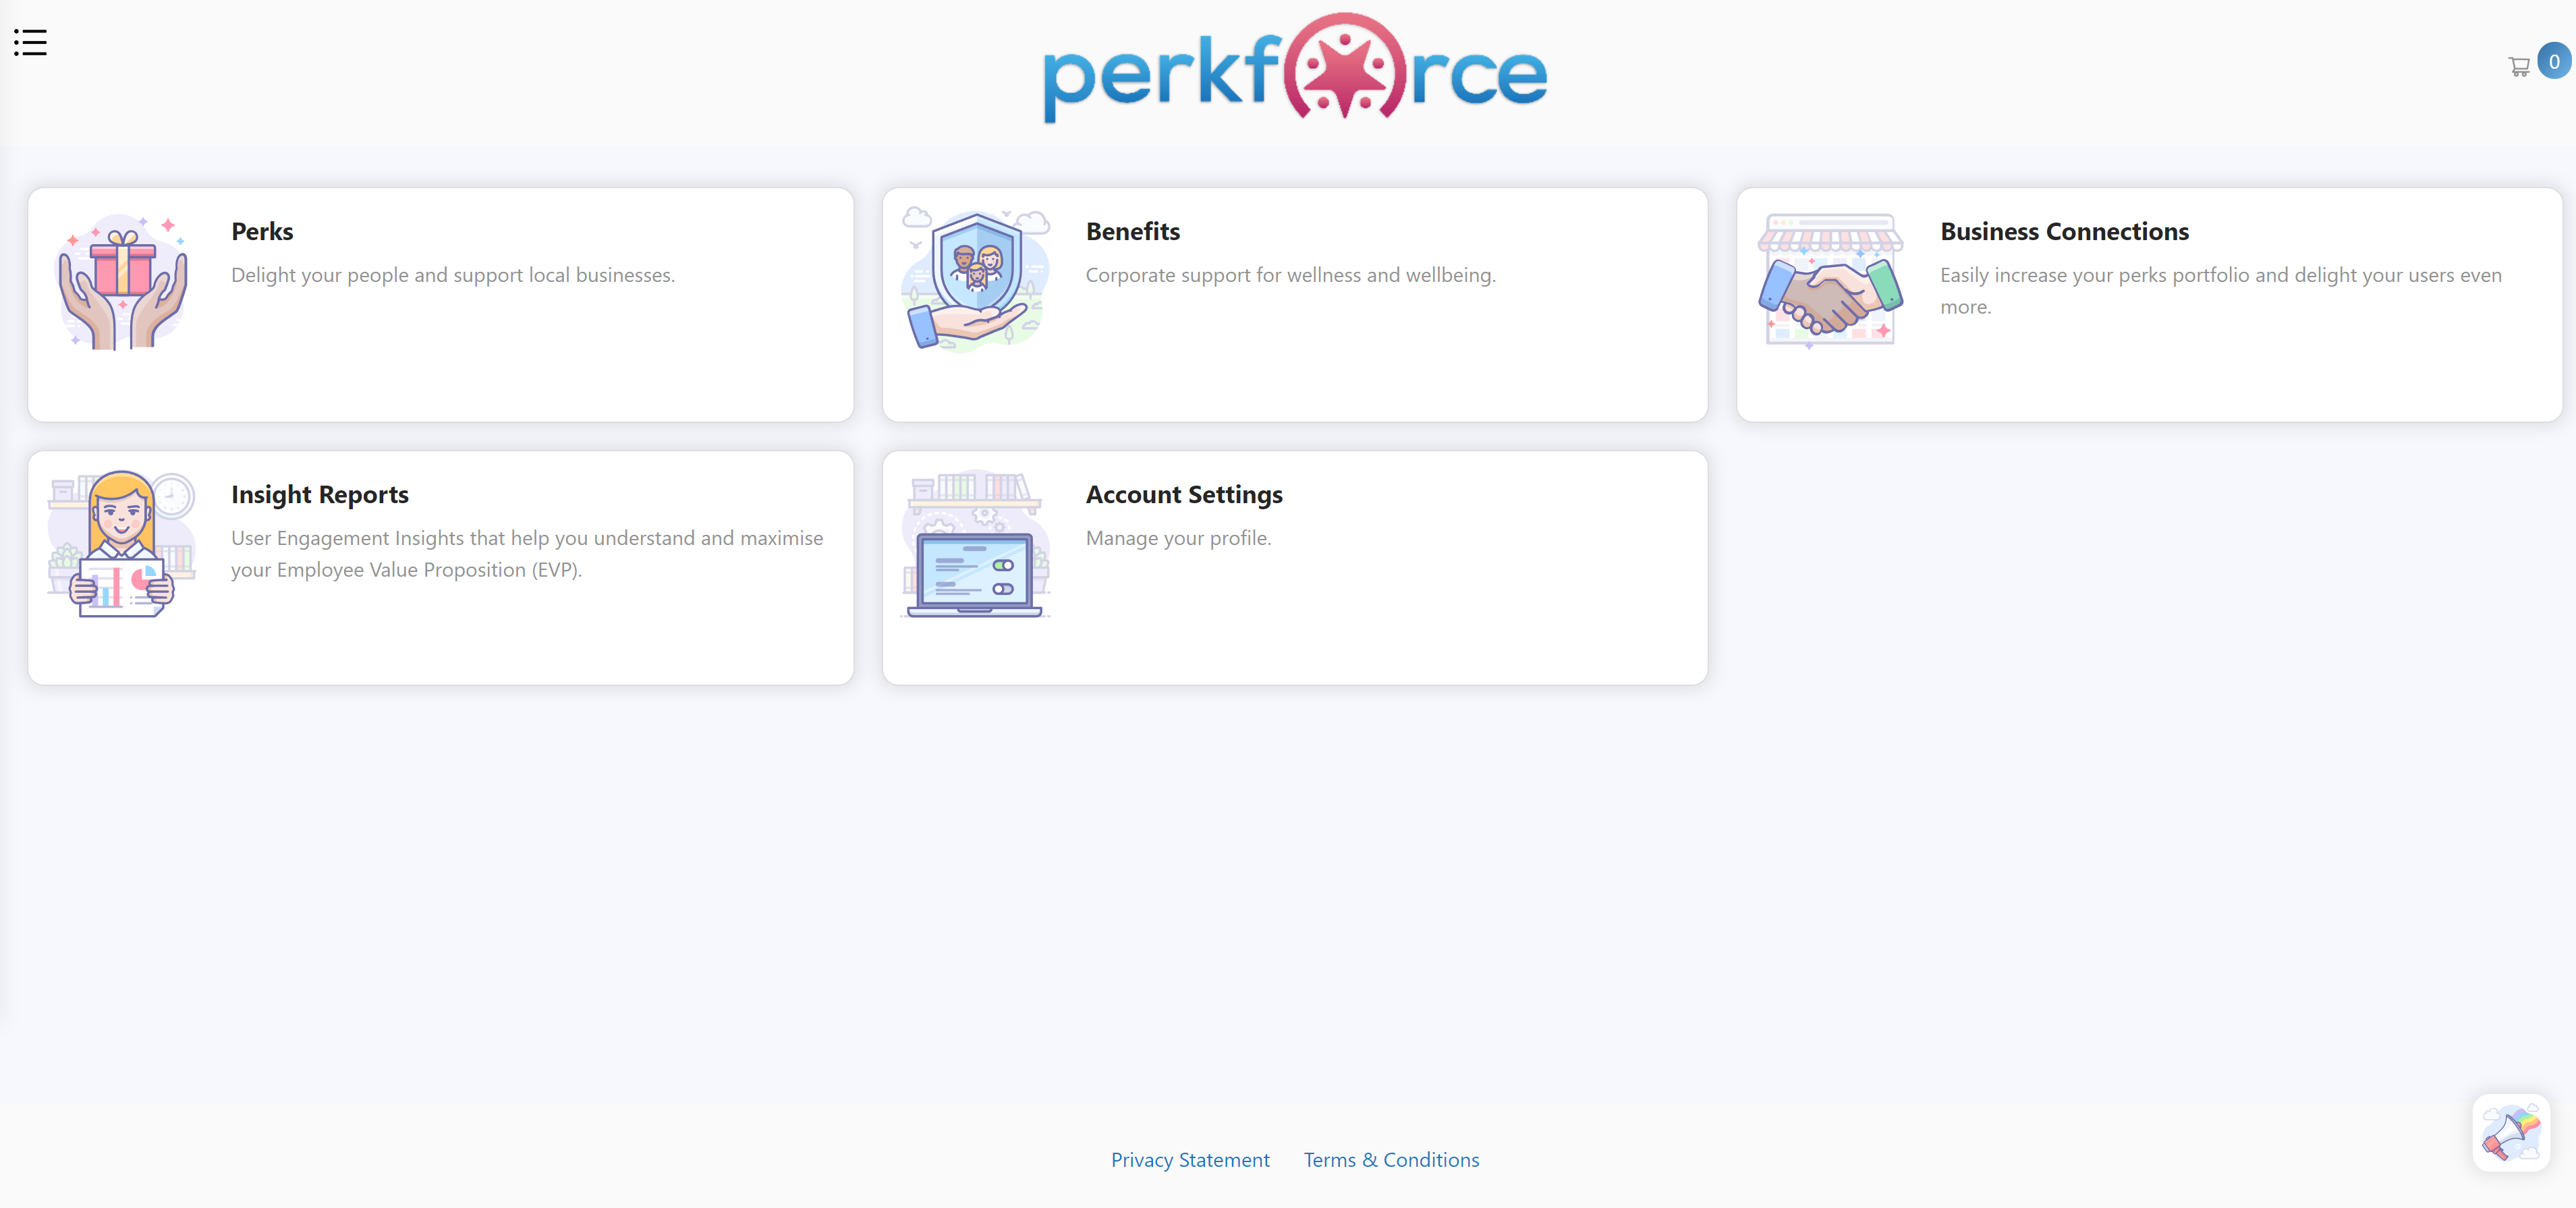 perkforce
0
Perks
Delight your people and support local businesses.
Benefits
Corporate support for wellness and wellbeing.
Business Connections
Easily increase your perks portfolio and delight your users even
more.
Insight Reports
User Engagement Insights that help you understand and maximise
your Employee Value Proposition (EVP).
Account Settings
Manage your profile.
Privacy Statement
Terms & Conditions